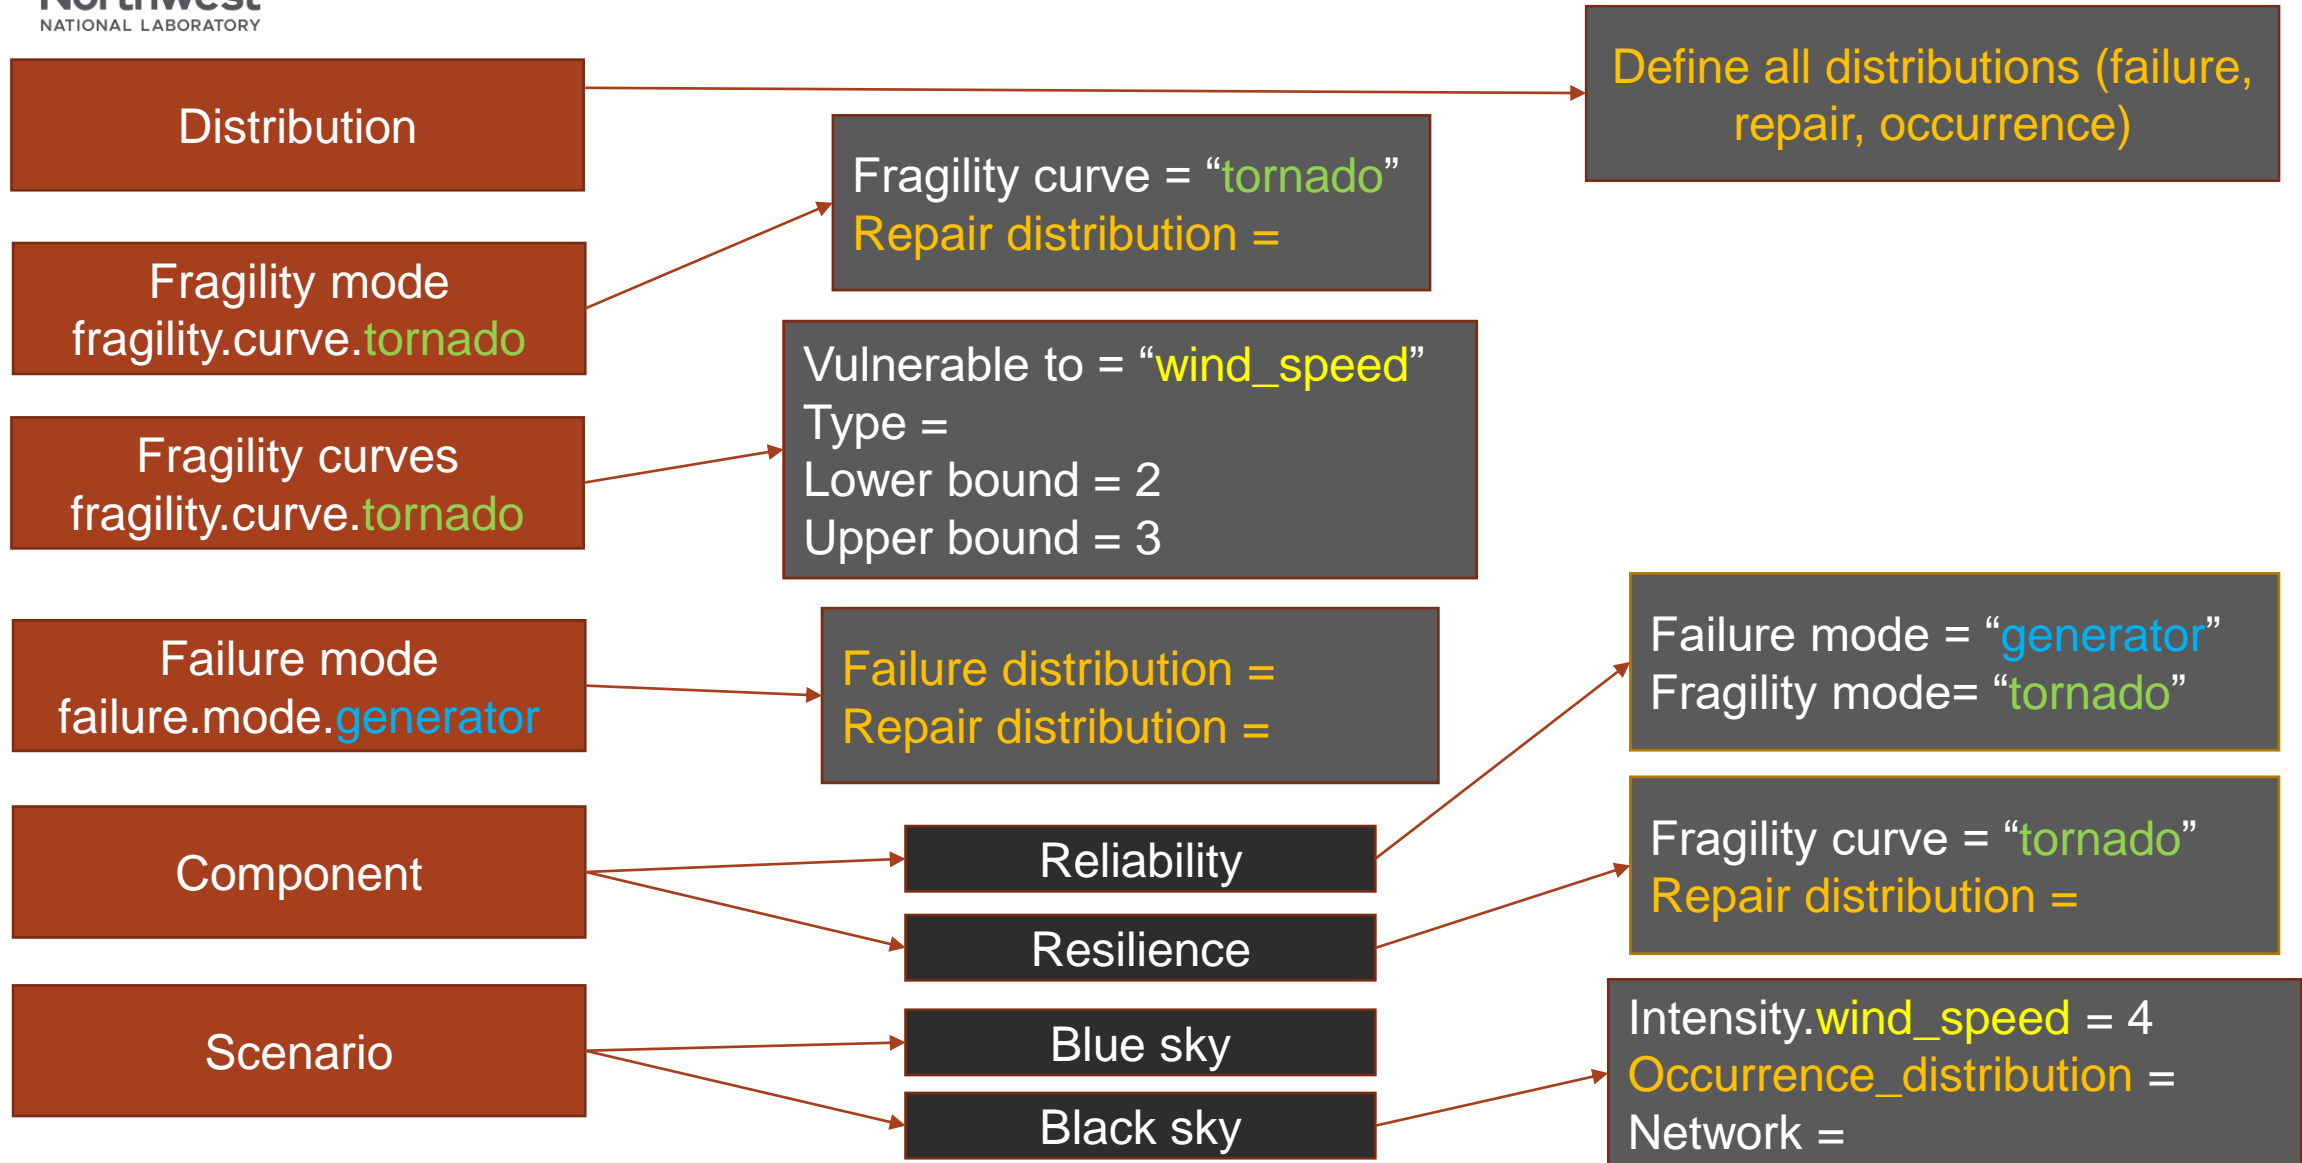 Northwest
NATIONAL LABORATORY
Distribution
Define all distributions (failure,
repair, occurrence)
Fragility curve = “tornado”
Repair distribution =
Fragility mode
fragility.curve.tornado
Vulnerable to = “wind_speed”
Type =
Lower bound = 2
Upper bound = 3
Fragility curves
fragility.curve.tornado
Failure mode
failure.mode.generator
Failure distribution =
Repair distribution =
Failure mode = “generator”
Fragility mode= “tornado”
Component
Reliability
Resilience
Fragility curve = “tornado”
Repair distribution =
Scenario
Blue sky
Black sky
Intensity.wind_speed = 4
Occurrence_distribution =
Network =